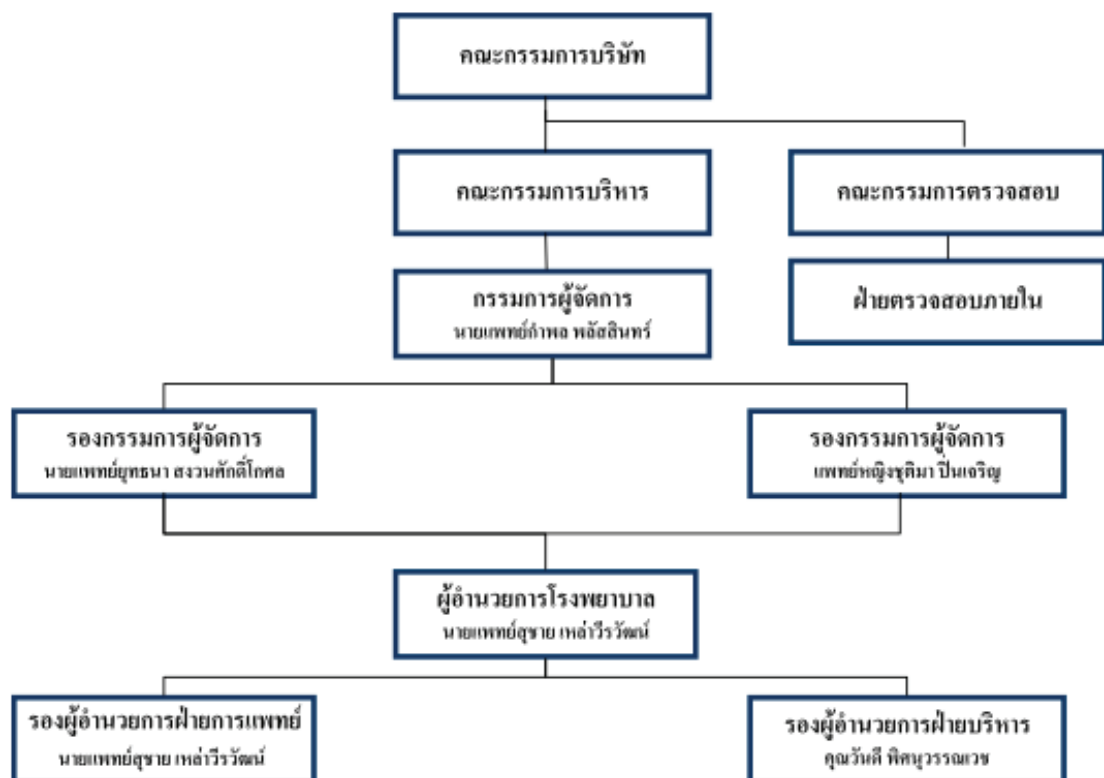 คณะกรรมการบริษัท
คณะกรรมการบริหาร
คณะกรรมการตรวจสอบ
กรรมการผู้จัดการ
นายแพทย์กำพล พลัสสินทร์
ฝ่ายตรวจสอบภายใน
รองกรรมการผู้จัดการ
นายแพทย์ยุทธนา สงวนศักดิ์โกศล
รองกรรมการผู้จัดการ
แพทย์หญิงชุติมา ปิ่นเจริญ
ผู้อำนวยการโรงพยาบาล
นายแพทย์สุชาย เหล่าวีรวัฒน์
รองผู้อำนวยการฝ่ายการแพทย์
นายแพทย์สุชาย เหล่าวีรวัฒน์
รองผู้อำนวยการฝ่ายบริหาร
คุณวันดี พิศนุวรรณเวช